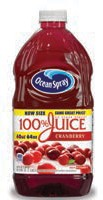 Ocean Spray
NEW SIZE SAME GREAT PRICE!
60oz 64oz
100% JUICE
CRANBERRY